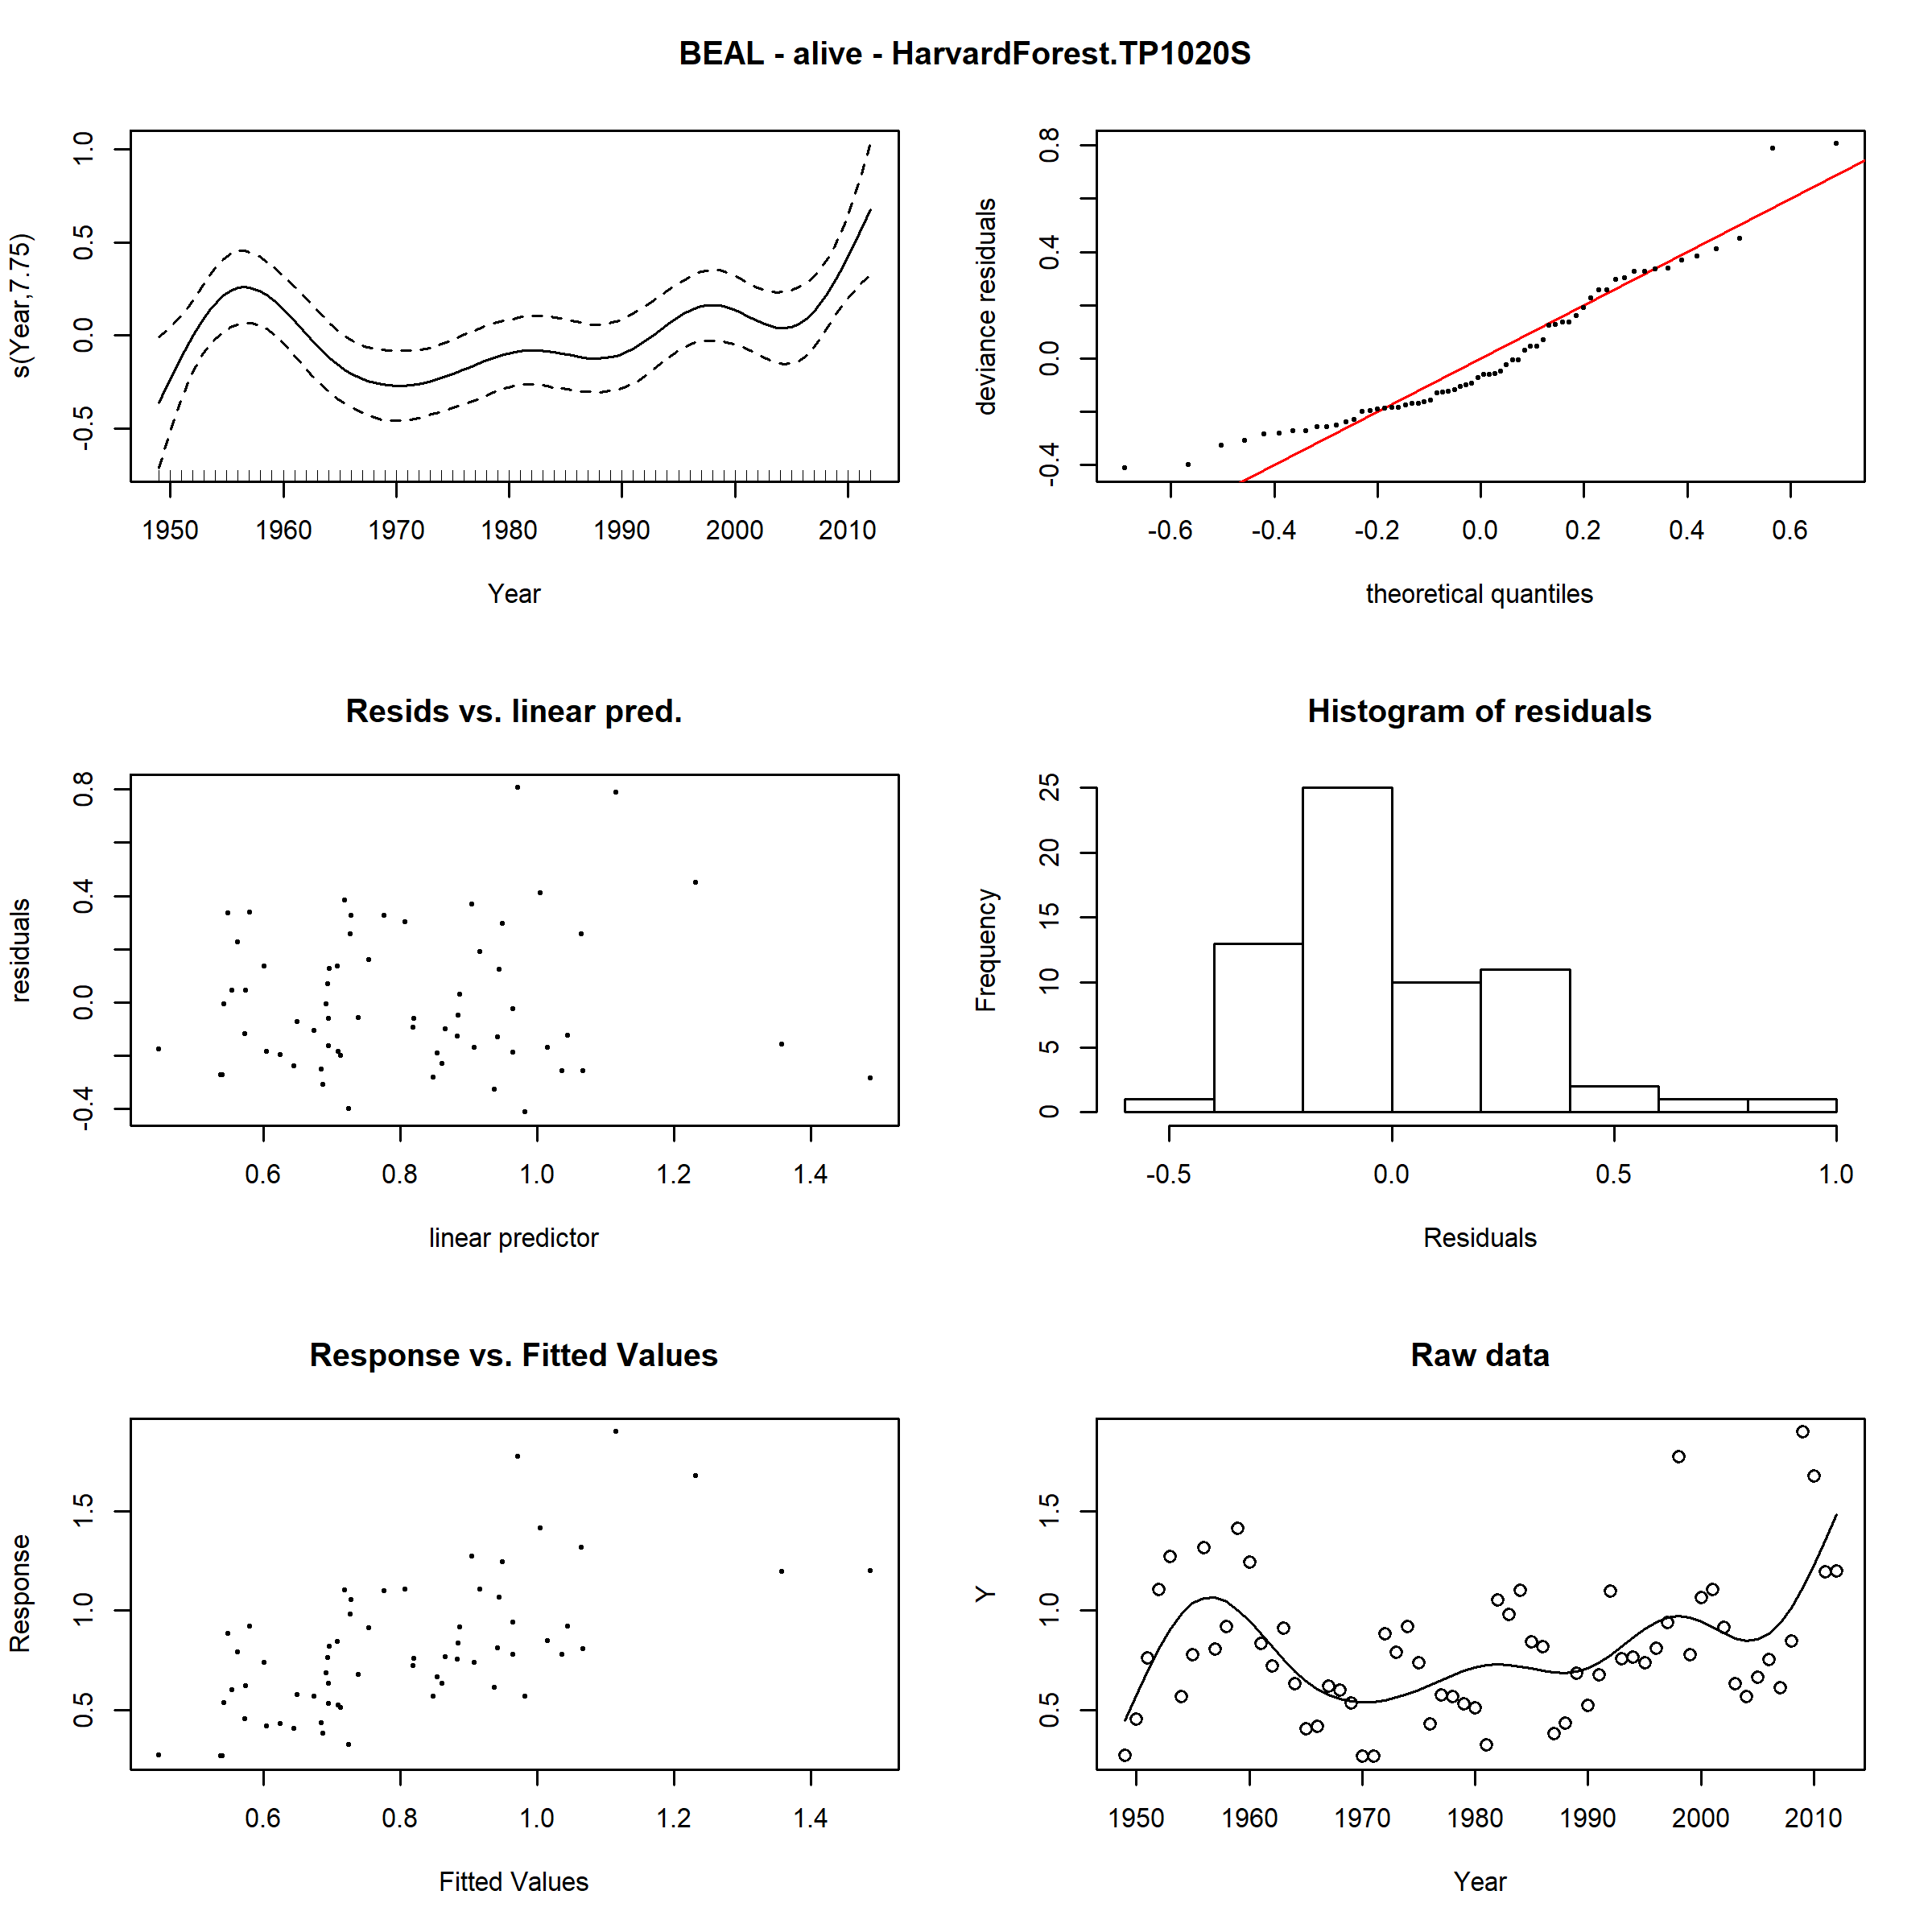 BEAL - alive - HarvardForest.TP1020S
s(Year,7.75)
1.0
0.5
0.0
-0.5
1950 1960 1970 1980 1990 2000 2010
Year
deviance residuals
0.8
0.4
0.0
-0.4
-0.6 -0.4 -0.2 0.0 0.2 0.4 0.6
theoretical quantiles
Resids vs. linear pred.
residuals
0.8
0.4
0.0
-0.4
0.6 0.8 1.0 1.2 1.4
linear predictor
Histogram of residuals
Frequency
25
20
15
10
5
0
-0.5 0.0 0.5 1.0
Residuals
Response vs. Fitted Values
Response
1.5
1.0
0.5
0.6 0.8 1.0 1.2 1.4
Fitted Values
Raw data
Y
1.5
1.0
0.5
1950 1960 1970 1980 1990 2000 2010
Year